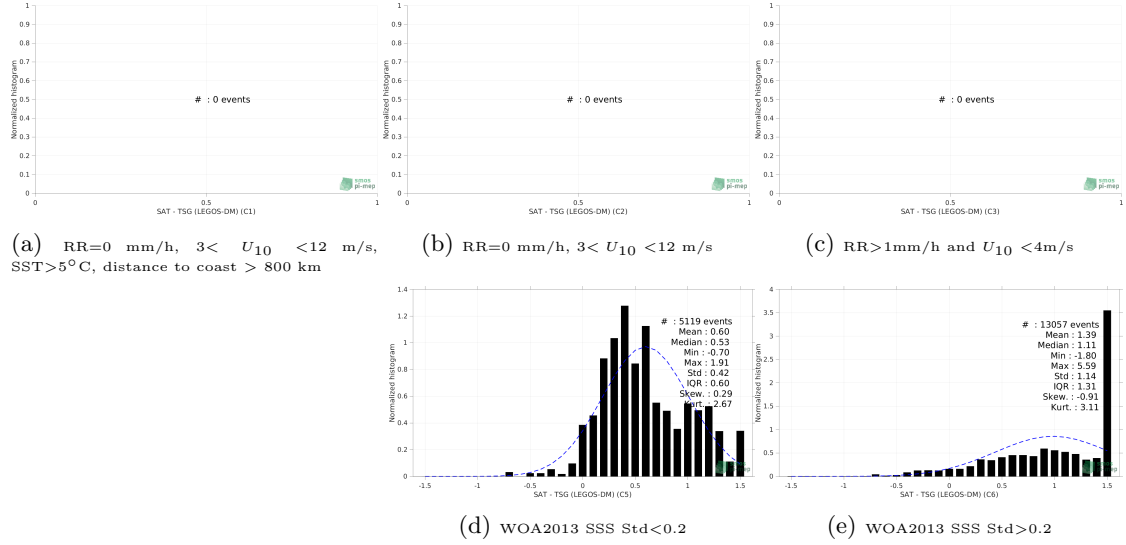 1
0.9
0.8
0.7
0.6
0.5
0.4
0.3
0.2
0.1
0
Normalized histogram
# : 0 events
smos
pi-mep
0 0.5 1
SAT - TSG (LEGOS-DM) (C1)
(a) RR=0 mm/h, 3< U10 <12 m/s,
SST>5°C, distance to coast > 800 km
1
0.9
0.8
0.7
0.6
0.5
0.4
0.3
0.2
0.1
0
Normalized histogram
# : 0 events
smos
pi-mep
0 0.5 1
SAT - TSG (LEGOS-DM) (C2)
(b) RR=0 mm/h, 3< U10 <12 m/s
1
0.9
0.8
0.7
0.6
0.5
0.4
0.3
0.2
0.1
0
Normalized histogram
# : 0 events
smos
pi-mep
0 0.5 1
SAT - TSG (LEGOS-DM) (C3)
(c) RR>1mm/h and U10 <4m/s
1.4
1.2
1
0.8
0.6
0.4
0.2
0
Normalized histogram
# : 5119 events
Mean : 0.60
Median : 0.53
Min : -0.70
Max : 1.91
Std : 0.42
IQR : 0.60
Skew. : 0.29
Kurt. : 2.67
-1.5 -1 -0.5 0 0.5 1 1.5
SAT - TSG (LEGOS-DM) (C5)
(d) WOA2013 SSS Std<0.2
4
3.5
3
2.5
2
1.5
1
0.5
0
Normalized histogram
# : 13057 events
Mean : 1.39
Median : 1.11
Min : -1.80
Max : 5.59
Std : 1.14
IQR : 1.31
Skew. : -0.91
Kurt. : 3.11
-1.5 -1 -0.5 0 0.5 1 1.5
SAT - TSG (LEGOS-DM) (C6)
(e) WOA2013 SSS Std>0.2